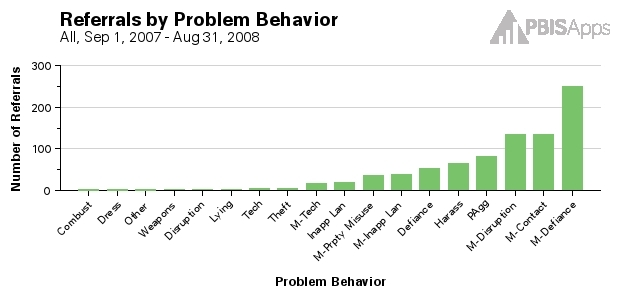 Referrals by Problem Behavior
All, Sep 1, 2007 - Aug 31, 2008
PBISApps
Number of Referrals
300
200
100
0
Combust
Dress
Other
Weapons
Disruption
Lying
Tech
Theft
M-Tech
Inapp Lan
M-Prpty Misuse
M-Inapp Lan
Defiance
Harass
pAgg
M-Disruption
M-Contact
M-Defiance
Problem Behavior